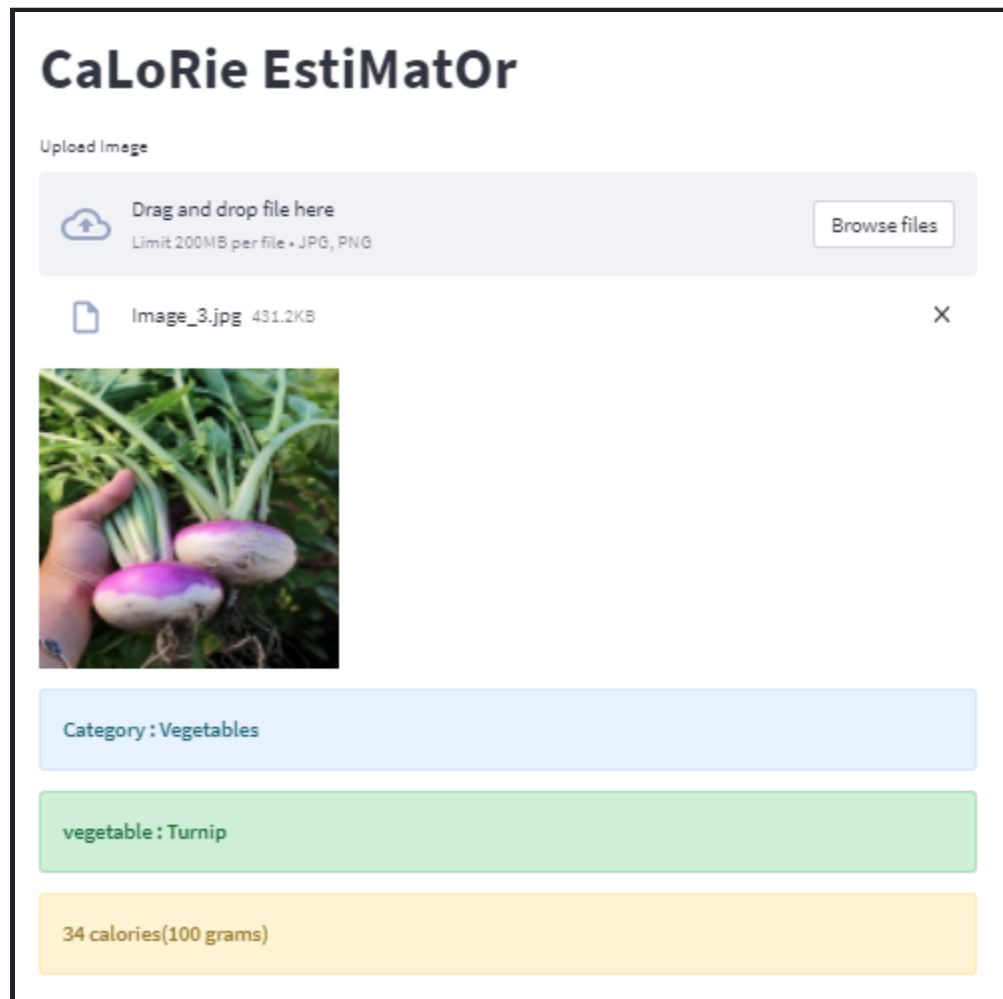 CaLoRie EstiMatOr
Upload Image
Drag and drop file here
Limit 200MB per file • JPG, PNG
Browse files
Image_3.jpg 431.2KB
Category : Vegetables
vegetable : Turnip
34 calories(100 grams)